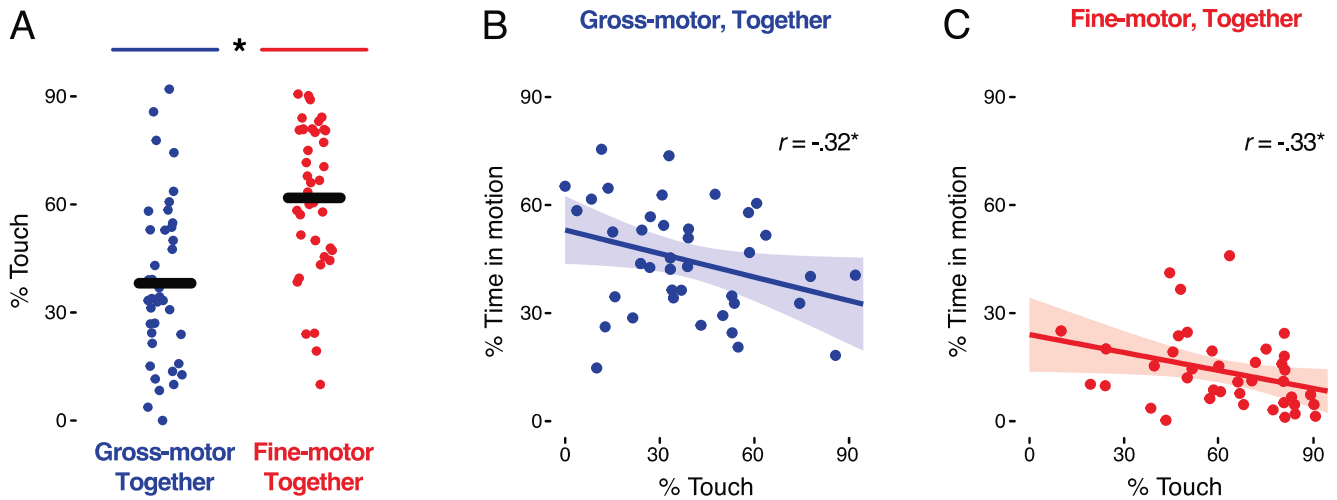 A
*
% Touch
90
60
30
0
Gross-motor
Together
Fine-motor
Together
B
Gross-motor, Together
r = -.32*
% Time in motion
90
60
30
0
0
30
60
90
% Touch
C
Fine-motor, Together
r = -.33*
% Time in motion
90
60
30
0
0
30
60
90
% Touch